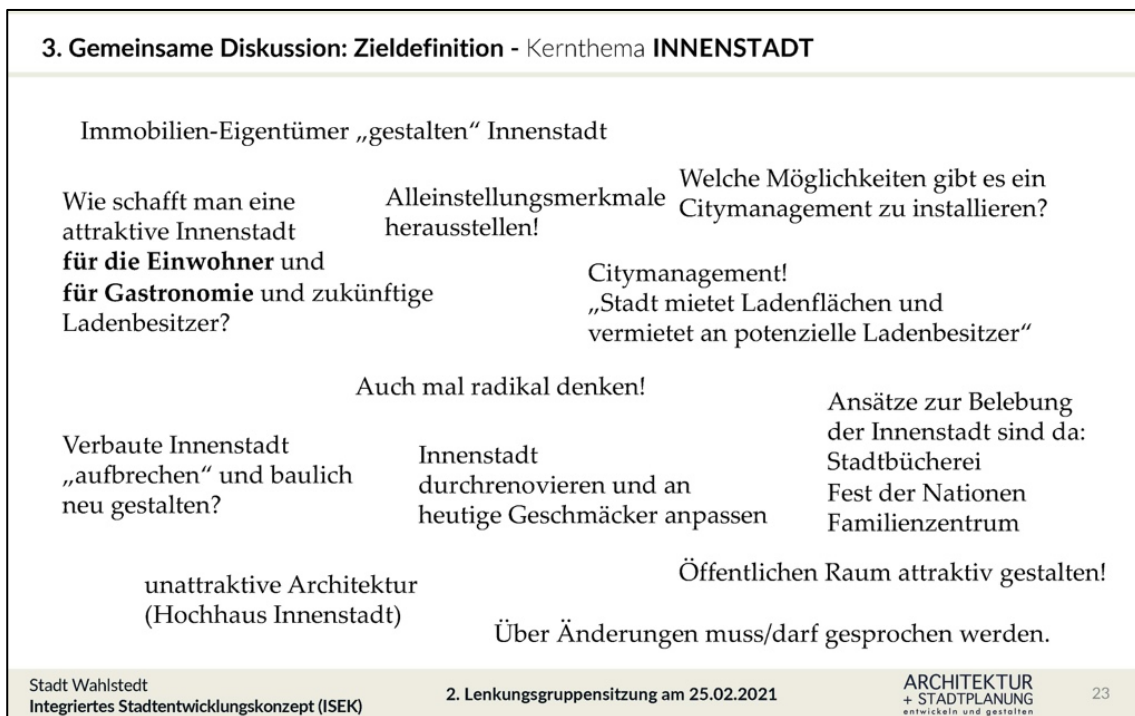 3. Gemeinsame Diskussion: Zieldefinition - Kernthema INNENSTADT
Immobilien-Eigentümer „gestalten“ Innenstadt
Wie schafft man eine
attraktive Innenstadt
für die Einwohner und
für Gastronomie und zukünftige
Ladenbesitzer?
Alleinstellungsmerkmale
herausstellen!
Welche Möglichkeiten gibt es ein
Citymanagement zu installieren?
Citymanagement!
„Stadt mietet Ladenflächen und
vermietet an potenzielle Ladenbesitzer“
Auch mal radikal denken!
Verbaute Innenstadt
„aufbrechen“ und baulich
neu gestalten?
Innenstadt
durchrenovieren und an
heutige Geschmäcker anpassen
Ansätze zur Belebung
der Innenstadt sind da:
Stadtbücherei
Fest der Nationen
Familienzentrum
unattraktive Architektur
(Hochhaus Innenstadt)
Öffentlichen Raum attraktiv gestalten!
Über Änderungen muss/darf gesprochen werden.
Stadt Wahlstedt
Integriertes Stadtentwicklungskonzept (ISEK)
2. Lenkungsgruppensitzung am 25.02.2021
ARCHITEKTUR
+ STADTPLANUNG
entwickeln und gestalten
23